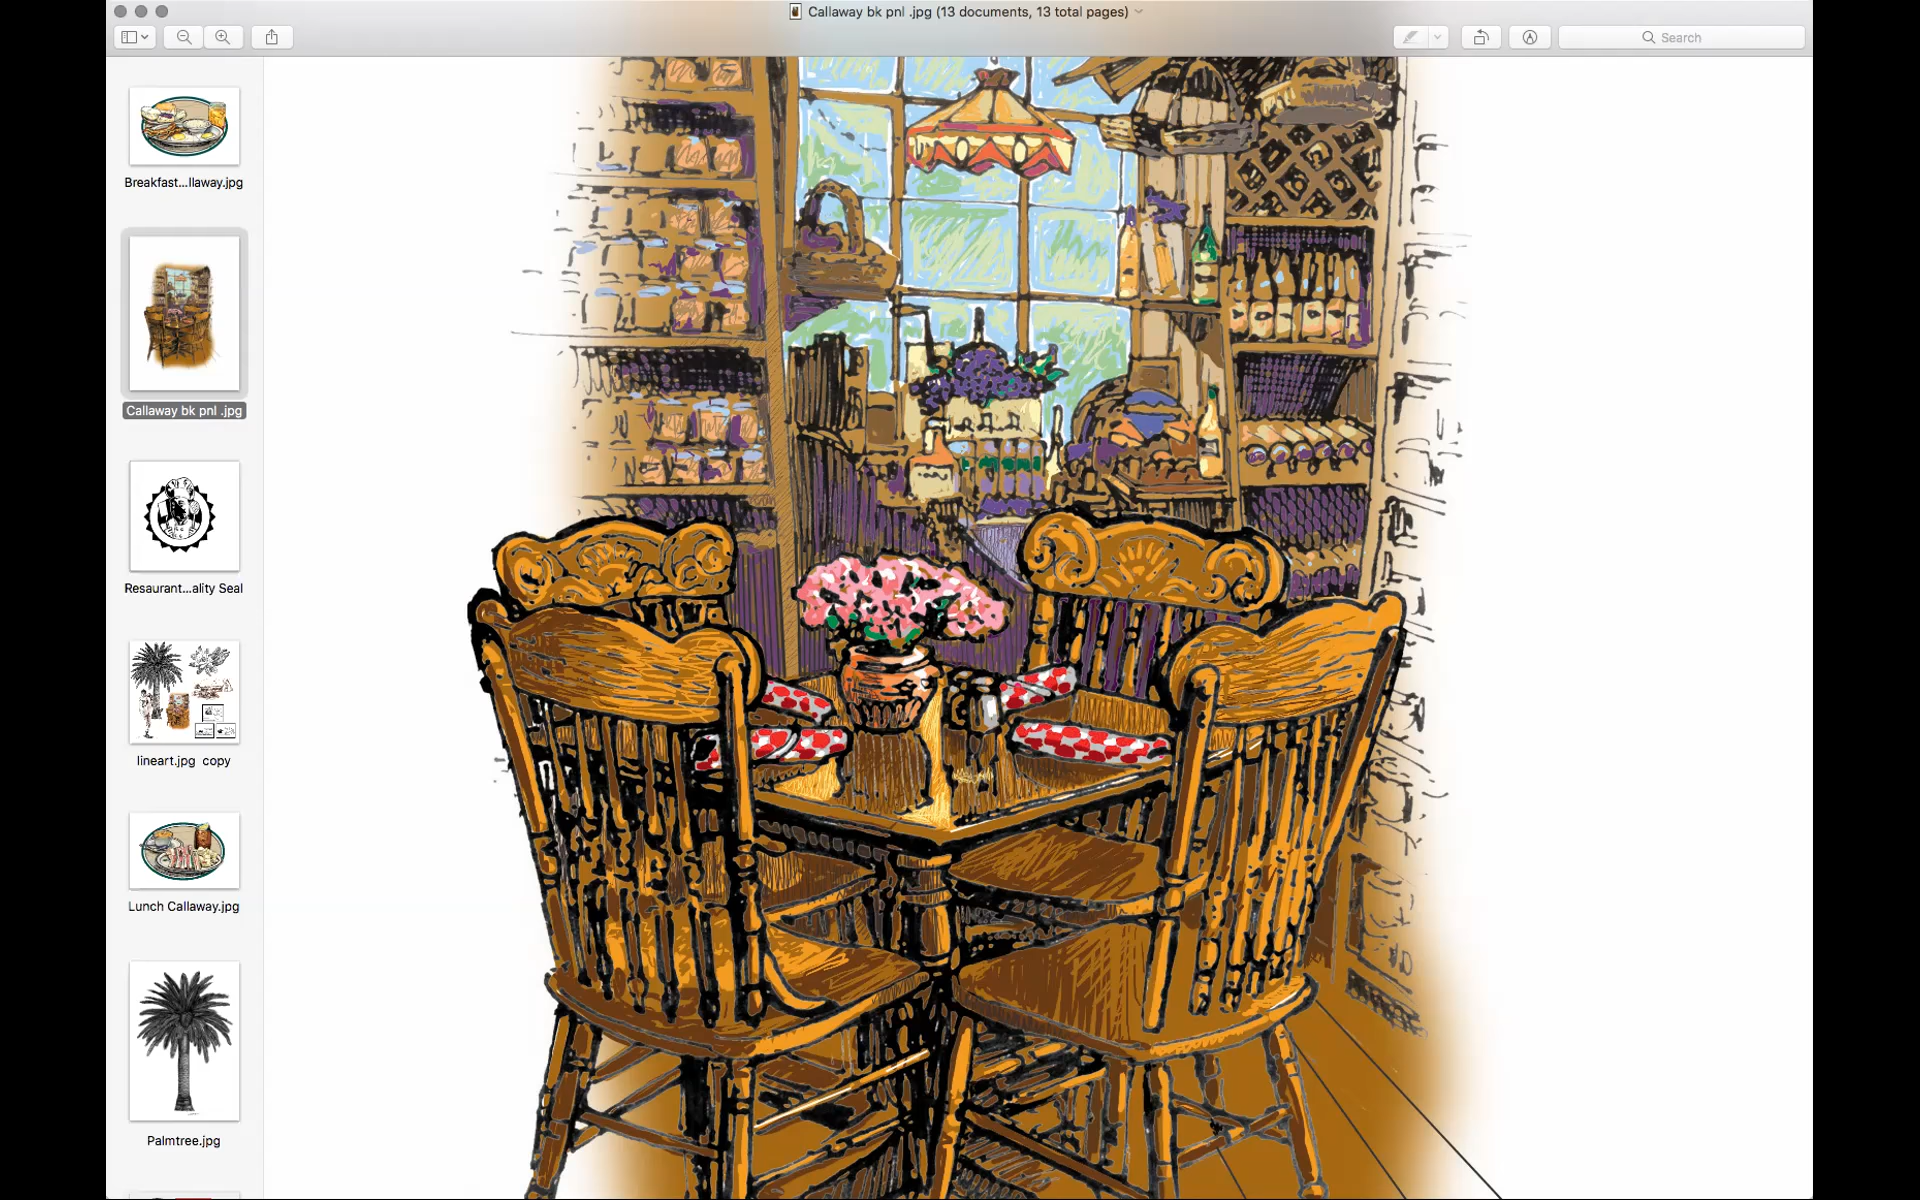 Callaway bk pnl .jpg (13 documents, 13 total pages)
Search
Breakfast...llaway.jpg
Callaway bk pnl .jpg
Resaurant...ality Seal
lineart.jpg copy
Lunch Callaway.jpg
Palmtree.jpg